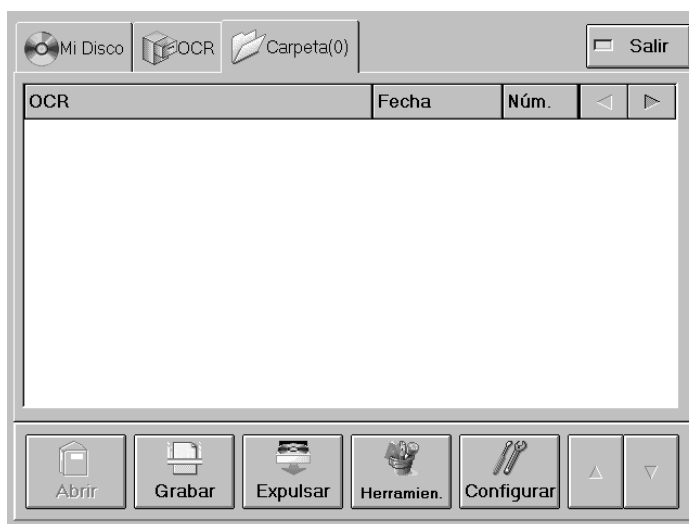 Mi Disco OCR Carpeta(0) Salir
OCR Fecha Núm.
Abrir Grabar Expulsar Herramien. Configurar